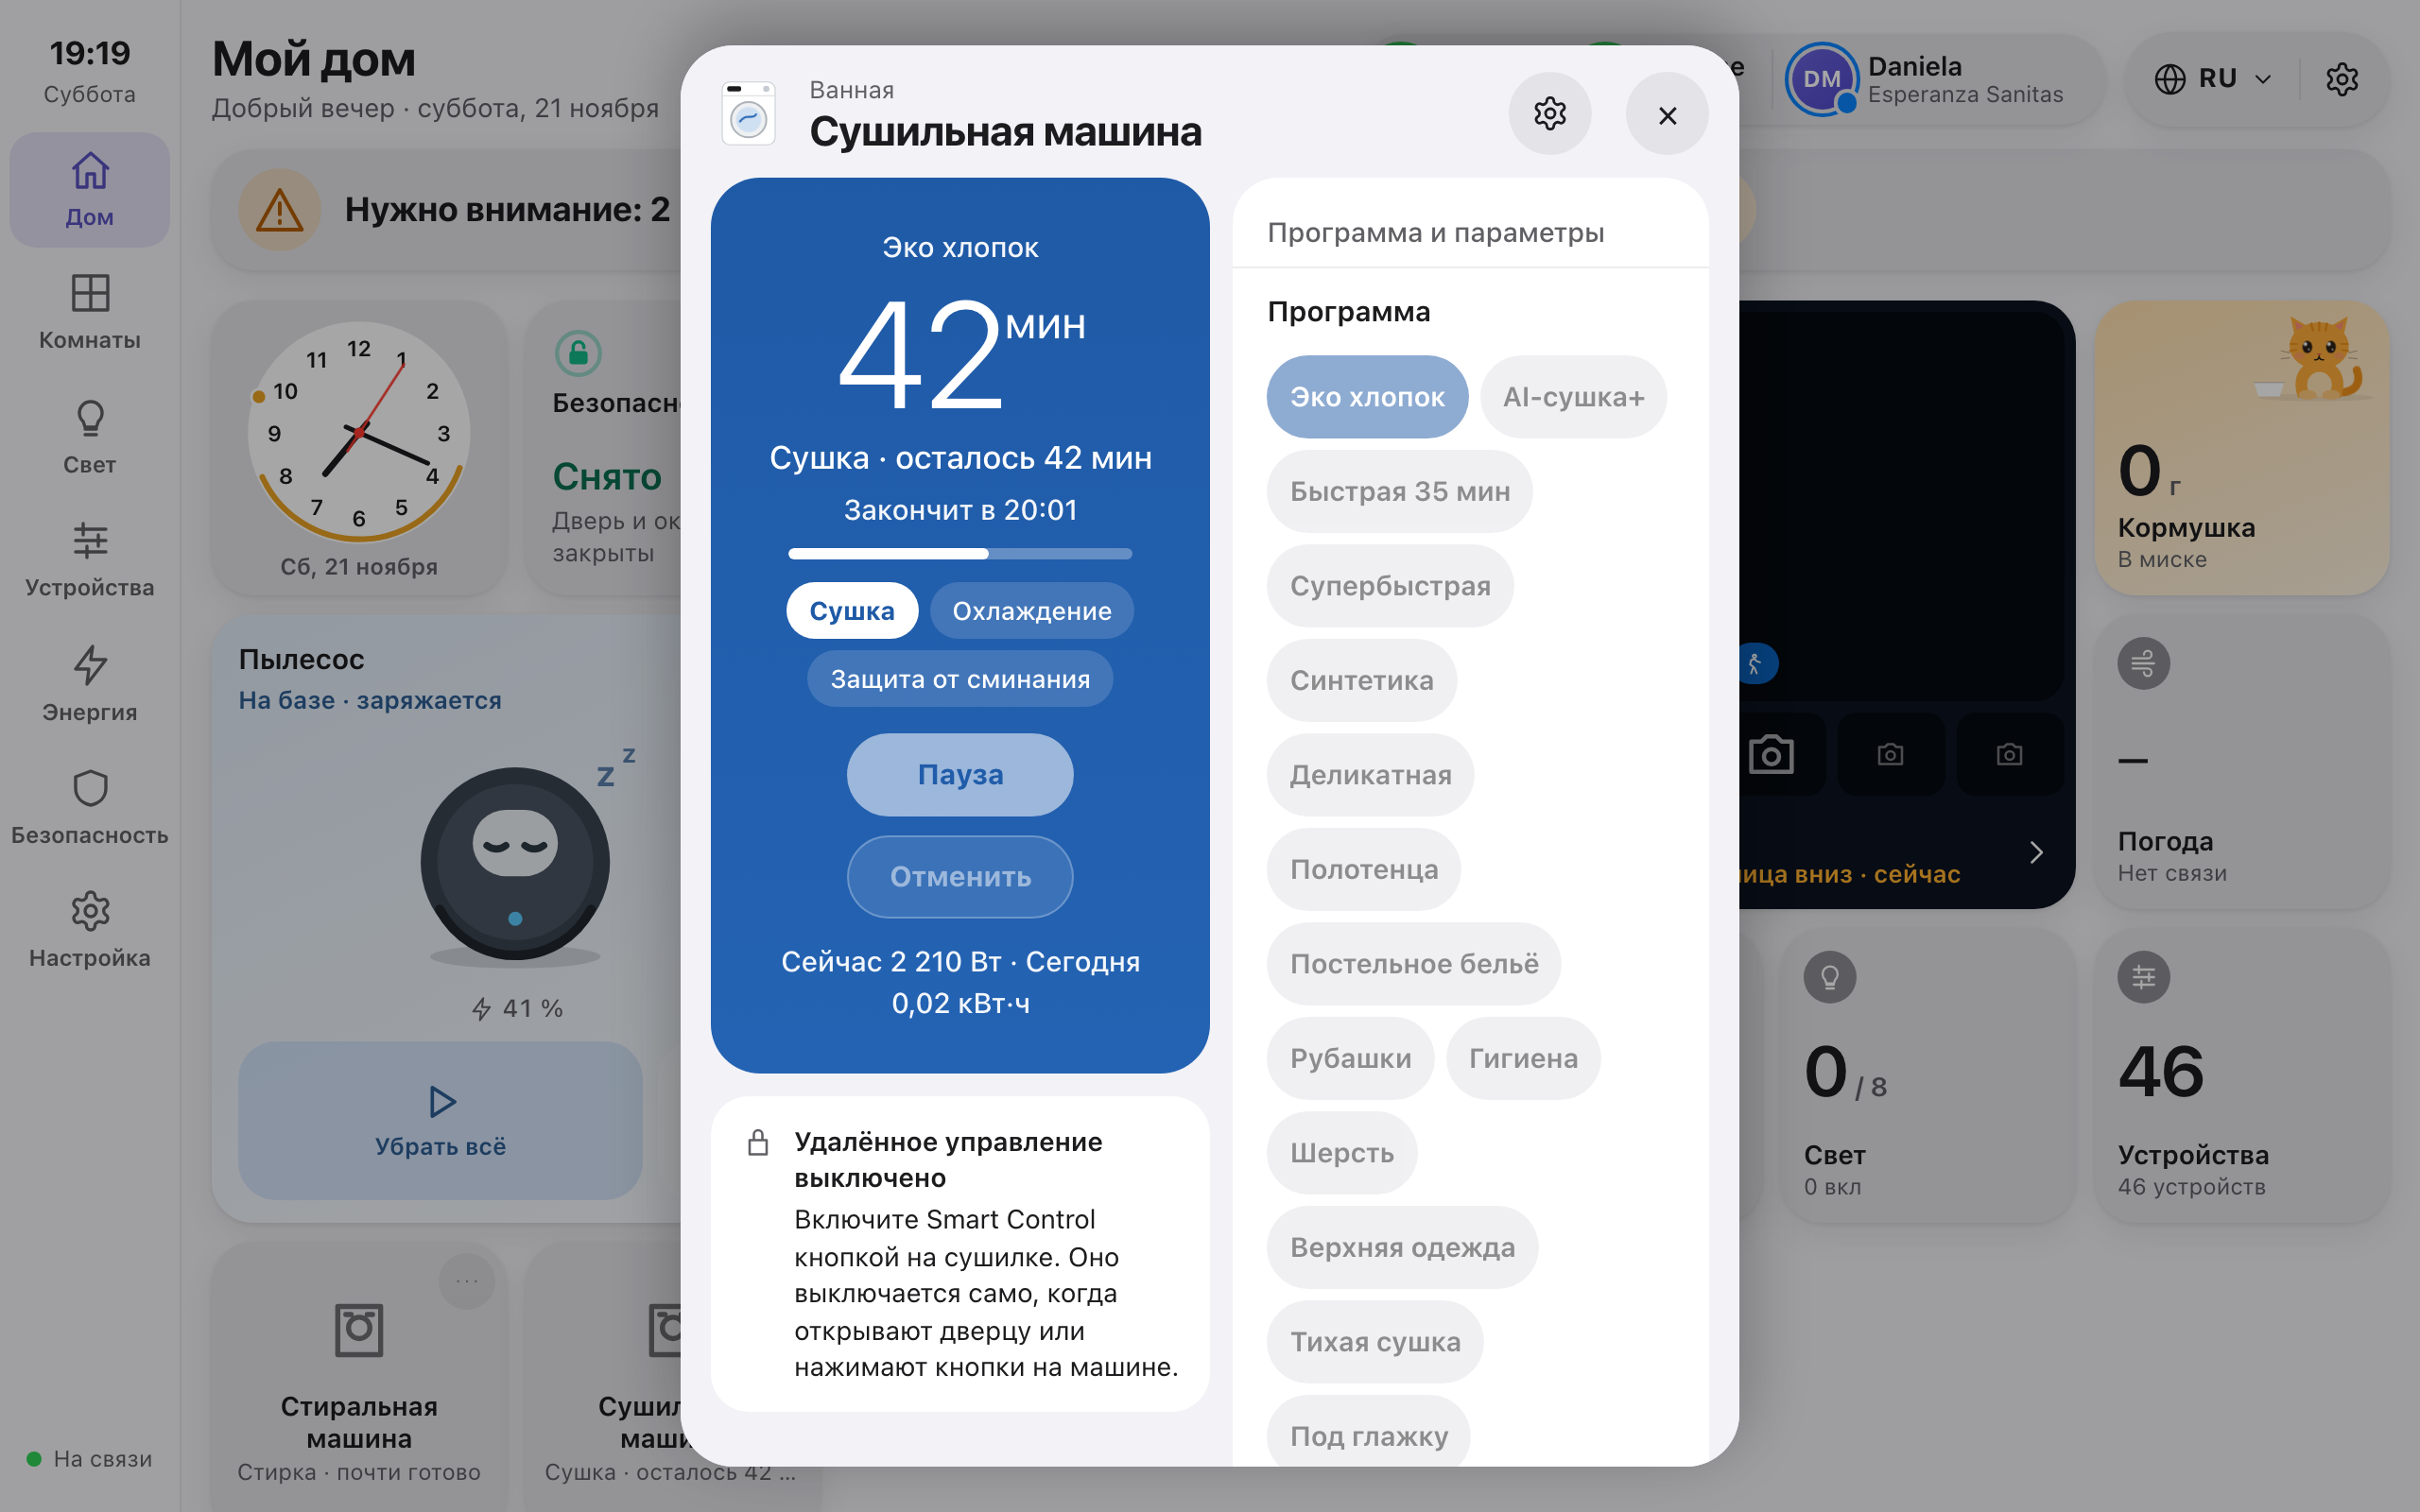 19:19
Суббота
Дом
Комнаты
Свет
Устройства
Энергия
Безопасность
Настройка
На связи
Мой дом
Добрый вечер · суббота, 21 ноября
Daniela
Esperanza Sanitas
DM
RU
Нужно внимание: 2
12
1
2
3
4
5
6
7
8
9
10
11
Сб, 21 ноября
Снято
закрыты
Пылесос
На базе · заряжается
z z
41 %
Убрать всё
Стиральная
машина
Стирка · почти готово
Сушка · осталось 42 ...
Ванная
Сушильная машина
Эко хлопок
42 мин
Сушка · осталось 42 мин
Закончит в 20:01
Сушка
Охлаждение
Защита от сминания
Пауза
Отменить
Сейчас 2 210 Вт · Сегодня
0,02 кВт·ч
Удалённое управление
выключено
Включите Smart Control
кнопкой на сушилке. Оно
выключается само, когда
открывают дверцу или
нажимают кнопки на машине.
Программа и параметры
Программа
Эко хлопок
AI-сушка+
Быстрая 35 мин
Супербыстрая
Синтетика
Деликатная
Полотенца
Постельное бельё
Рубашки
Гигиена
Шерсть
Верхняя одежда
Тихая сушка
Под глажку
вниз · сейчас
0 г
Кормушка
В миске
–
Погода
Нет связи
0 / 8
Свет
0 вкл
46
Устройства
46 устройств